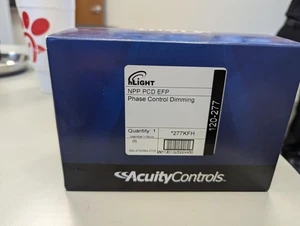 nLIGHT
NPP PCD EFP
Phase Control Dimming
120-277
Quantity: 1
*277KFH
AcuityControls.